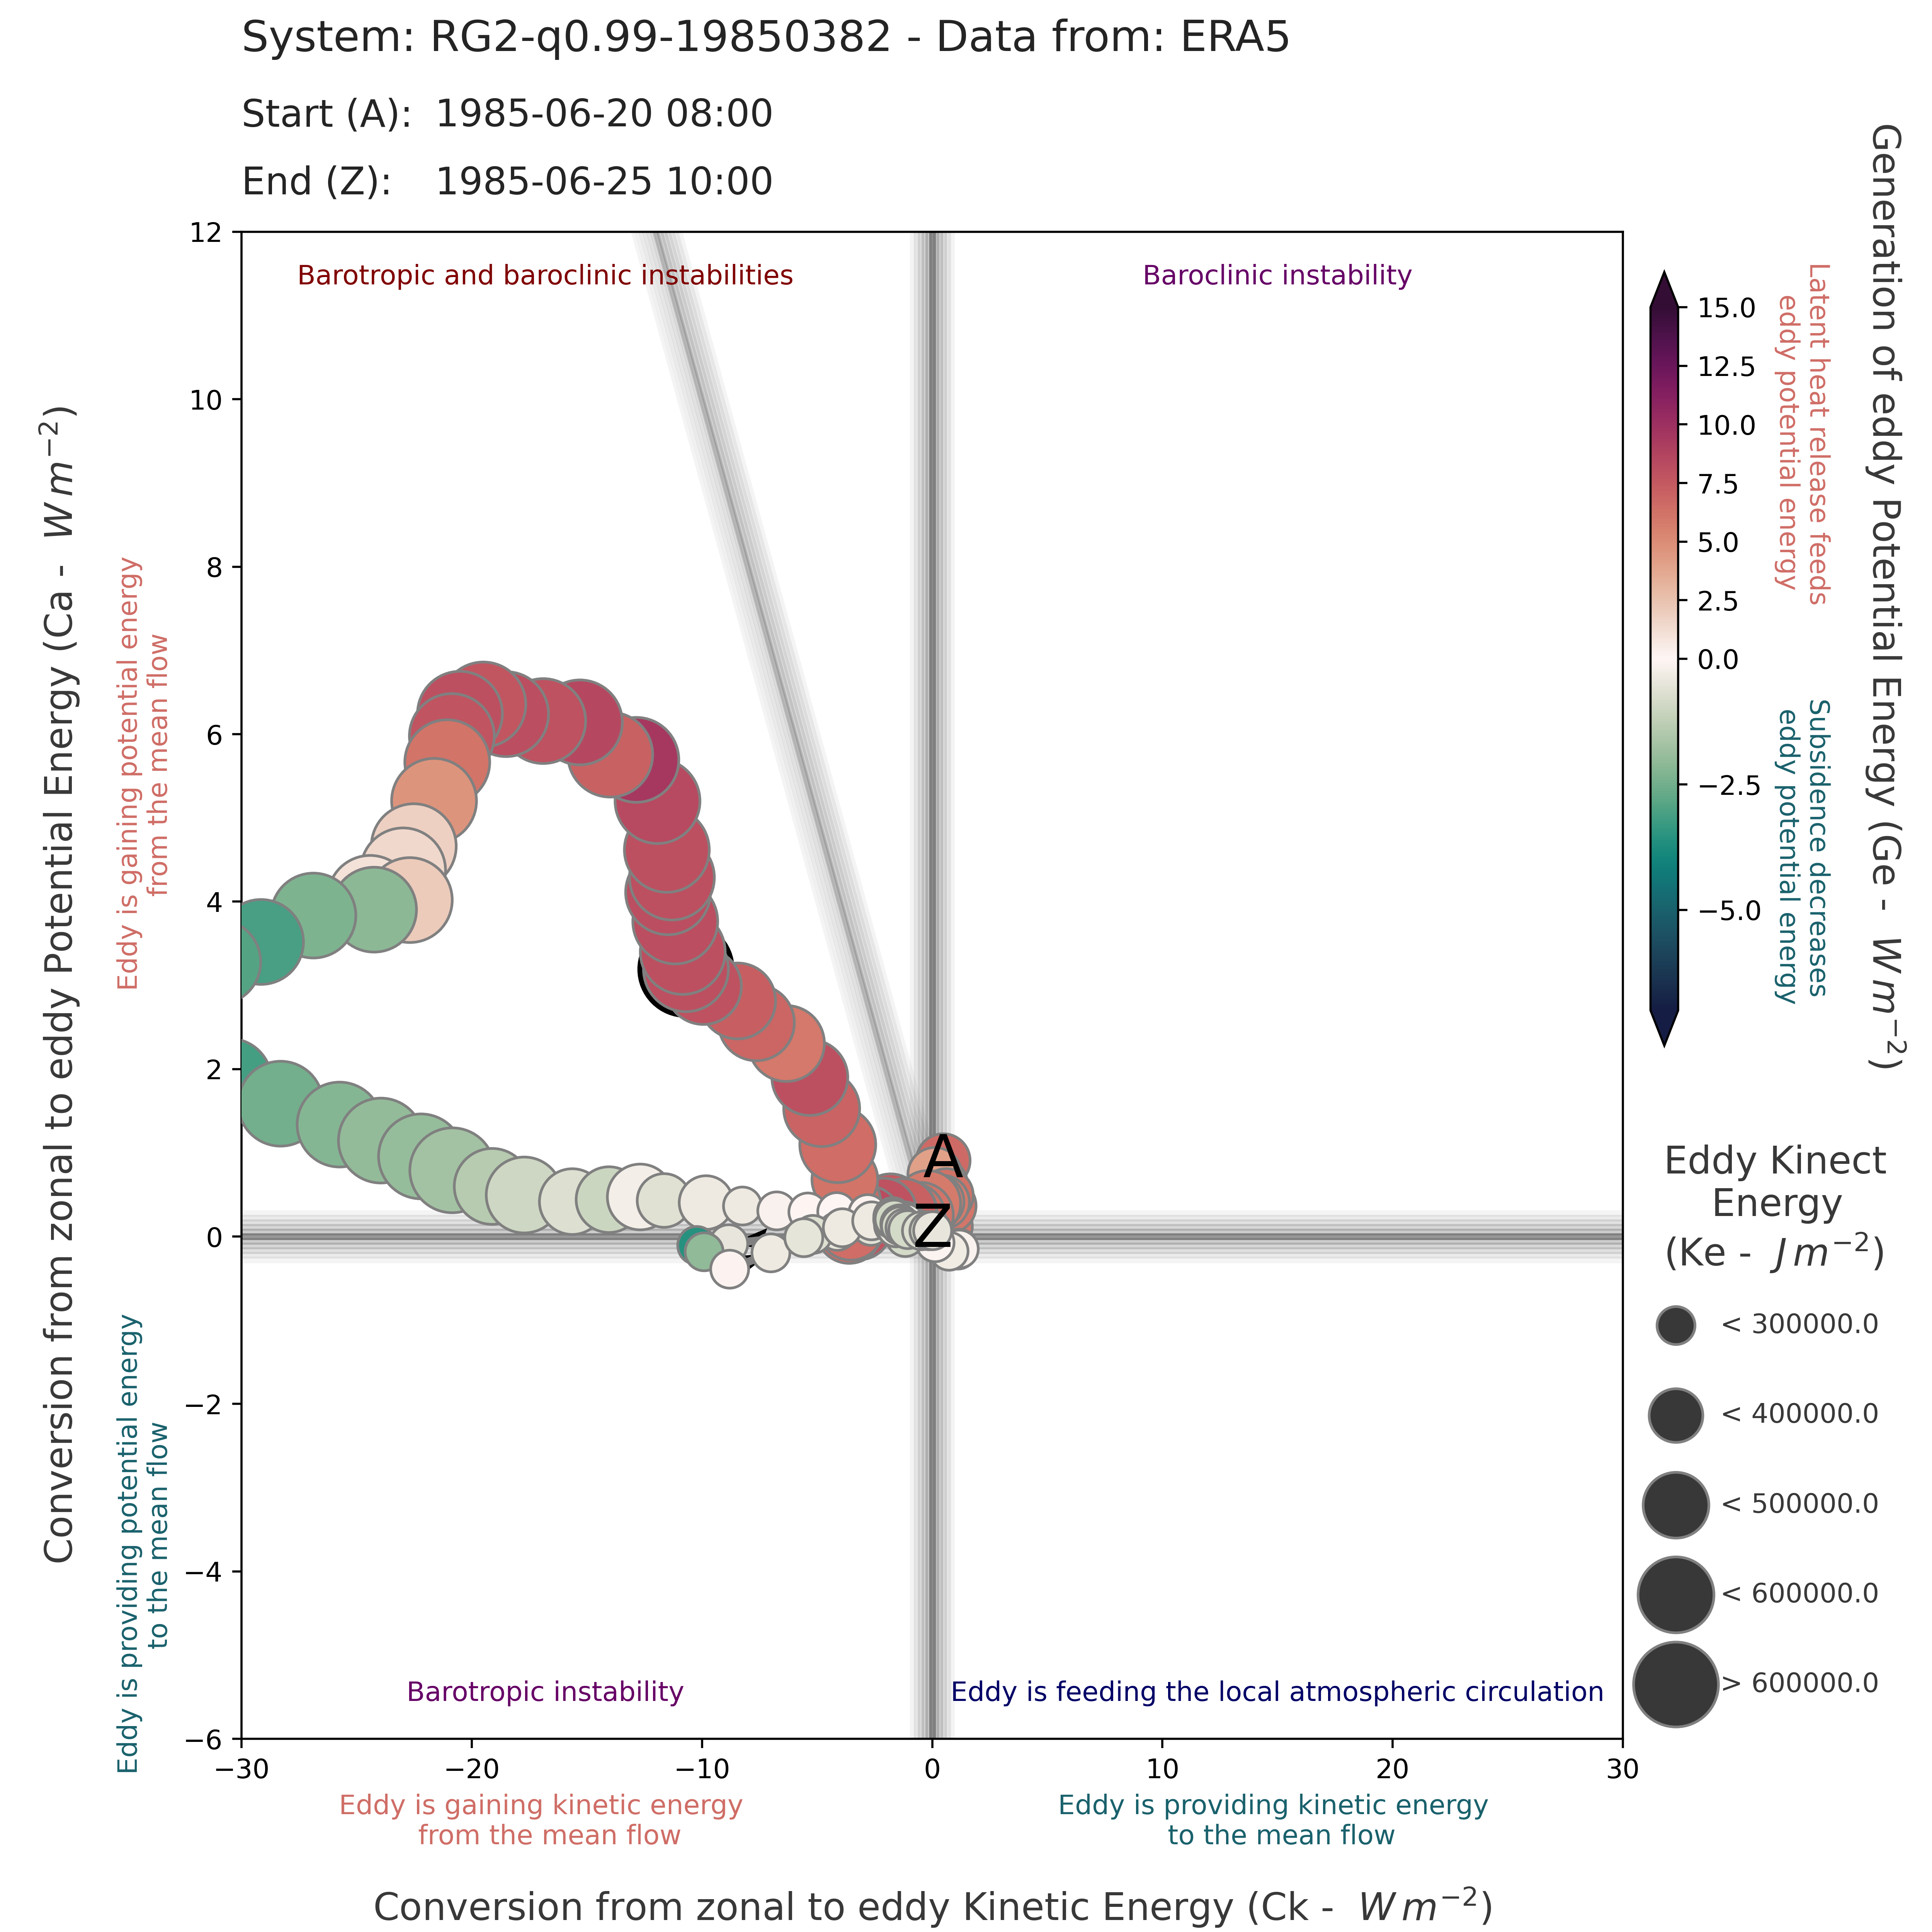 System: RG2-q0.99-19850382 - Data from: ERA5
Start (A): 1985-06-20 08:00
End (Z): 1985-06-25 10:00
Barotropic and baroclinic instabilities
Baroclinic instability
Barotropic instability
Eddy is feeding the local atmospheric circulation
A
Z
12
10
8
6
4
2
0
−2
−4
−6
−30
−20
−10
0
10
20
30
Conversion from zonal to eddy Potential Energy (Ca - W m⁻²)
Eddy is gaining potential energy
from the mean flow
Eddy is providing potential energy
to the mean flow
Eddy is gaining kinetic energy
from the mean flow
Eddy is providing kinetic energy
to the mean flow
Conversion from zonal to eddy Kinetic Energy (Ck - W m⁻²)
15.0
12.5
10.0
7.5
5.0
2.5
0.0
−2.5
−5.0
Latent heat release feeds
eddy potential energy
Subsidence decreases
eddy potential energy
Generation of eddy Potential Energy (Ge - W m⁻²)
Eddy Kinect
Energy
(Ke - J m⁻²)
< 300000.0
< 400000.0
< 500000.0
< 600000.0
> 600000.0